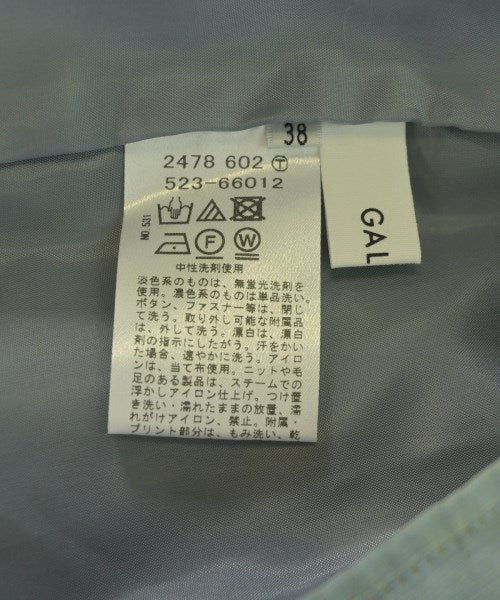 38
2478 602 Ⓣ
523-66012
NO 531
F W
中性洗剤使用
淡色系のものは、無蛍光洗剤を
使用。濃色系のものは単品洗い。
ボタン、ファスナー等は、閉じ
て洗う。取り外し可能な附属品
は、外して洗う。漂白は、漂白
剤の指示にしたがう。汗をかい
た場合、速やかに洗う。アイロ
ンは、当て布使用。ニットや毛
足のある製品は、スチームでの
浮かしアイロン仕上げ。つけ置
き洗い・濡れたままの放置、濡
れがけアイロン、禁止。附属・
プリント部分は、もみ洗い、乾
GAL